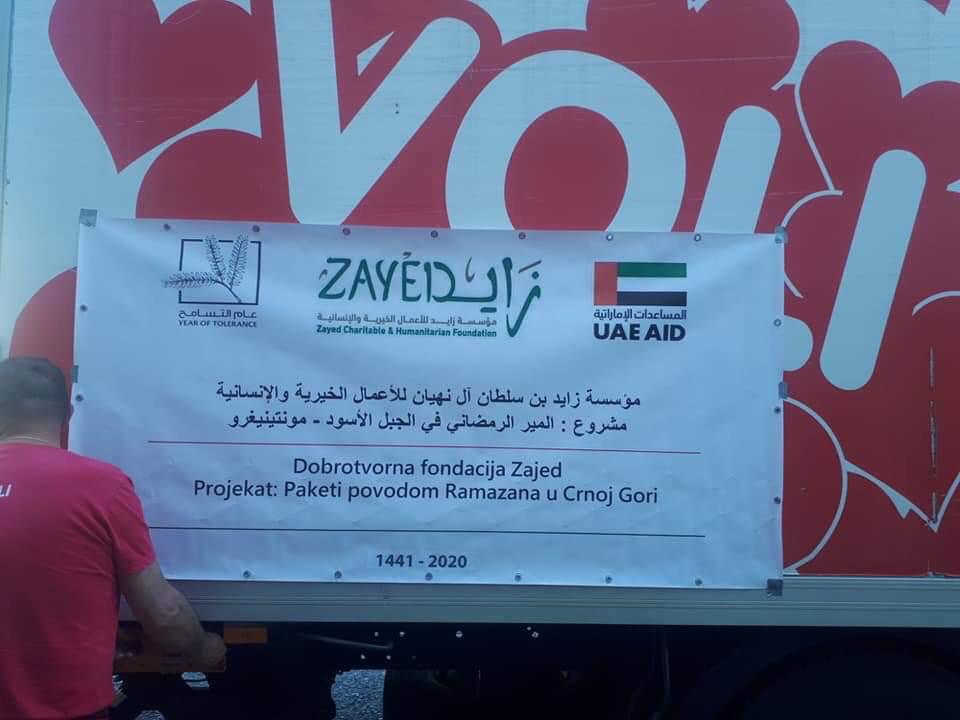 Voli
عام التسامح
YEAR OF TOLERANCE
ZAYED زايد
مؤسسة زايد للأعمال الخيرية والإنسانية
Zayed Charitable & Humanitarian Foundation
المساعدات الإماراتية
UAE AID
مؤسسة زايد بن سلطان آل نهيان للأعمال الخيرية والإنسانية
مشروع : المير الرمضاني في الجبل الأسود - مونتينيغرو
Dobrotvorna fondacija Zajed
Projekat: Paketi povodom Ramazana u Crnoj Gori
1441 - 2020
LI